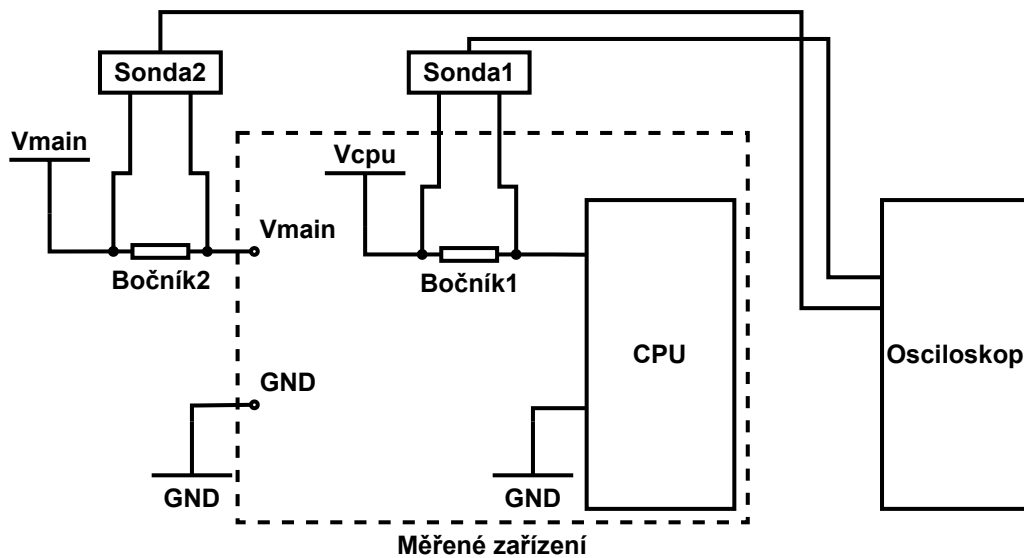 Sonda2
Sonda1
Vmain
Vcpu
Vmain
Bočník2
Bočník1
CPU
Osciloskop
GND
GND
GND
Měřené zařízení